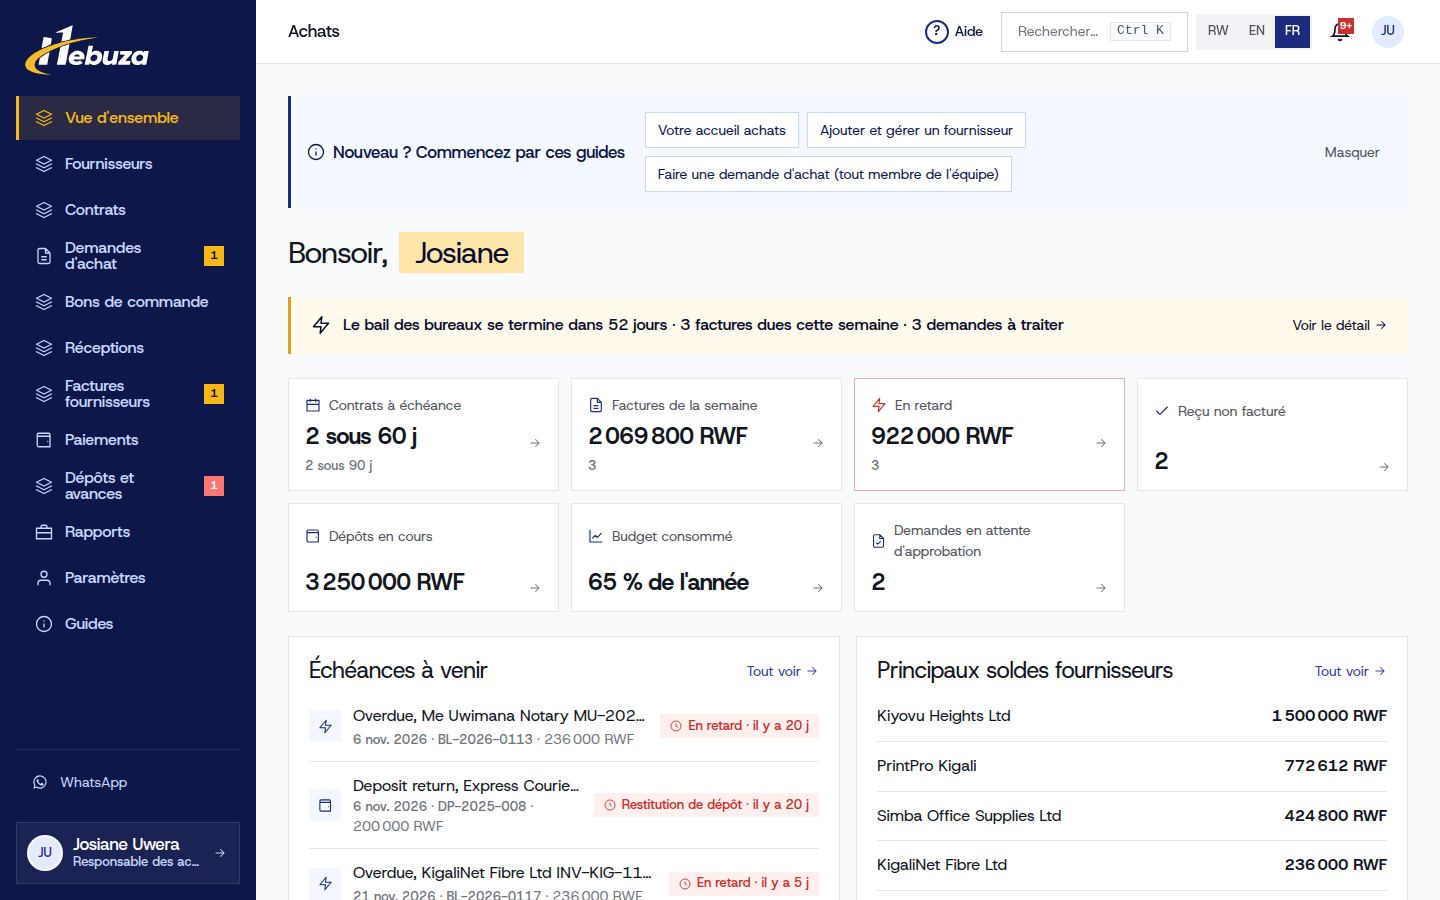 Hebuza
Vue d'ensemble
Fournisseurs
Contrats
Demandes
d'achat
1
Bons de commande
Réceptions
Factures
fournisseurs
1
Paiements
Dépôts et
avances
1
Rapports
Paramètres
Guides
WhatsApp
JU
Josiane Uwera
Responsable des ac...
Achats
? Aide
Rechercher... Ctrl K
RW EN FR
9+
JU
Nouveau ? Commencez par ces guides
Votre accueil achats
Ajouter et gérer un fournisseur
Faire une demande d'achat (tout membre de l'équipe)
Masquer
Bonsoir, Josiane
Le bail des bureaux se termine dans 52 jours · 3 factures dues cette semaine · 3 demandes à traiter
Voir le détail →
Contrats à échéance
2 sous 60 j
2 sous 90 j
Factures de la semaine
2 069 800 RWF
3
En retard
922 000 RWF
3
Reçu non facturé
2
Dépôts en cours
3 250 000 RWF
Budget consommé
65 % de l'année
Demandes en attente
d'approbation
2
Échéances à venir
Tout voir →
Overdue, Me Uwimana Notary MU-202...
6 nov. 2026 · BL-2026-0113 · 236 000 RWF
En retard · il y a 20 j
Deposit return, Express Courie...
6 nov. 2026 · DP-2025-008 ·
200 000 RWF
Restitution de dépôt · il y a 20 j
Overdue, KigaliNet Fibre Ltd INV-KIG-11...
21 nov. 2026 · BL-2026-0117 · 236 000 RWF
En retard · il y a 5 j
Principaux soldes fournisseurs
Tout voir →
Kiyovu Heights Ltd
1 500 000 RWF
PrintPro Kigali
772 612 RWF
Simba Office Supplies Ltd
424 800 RWF
KigaliNet Fibre Ltd
236 000 RWF